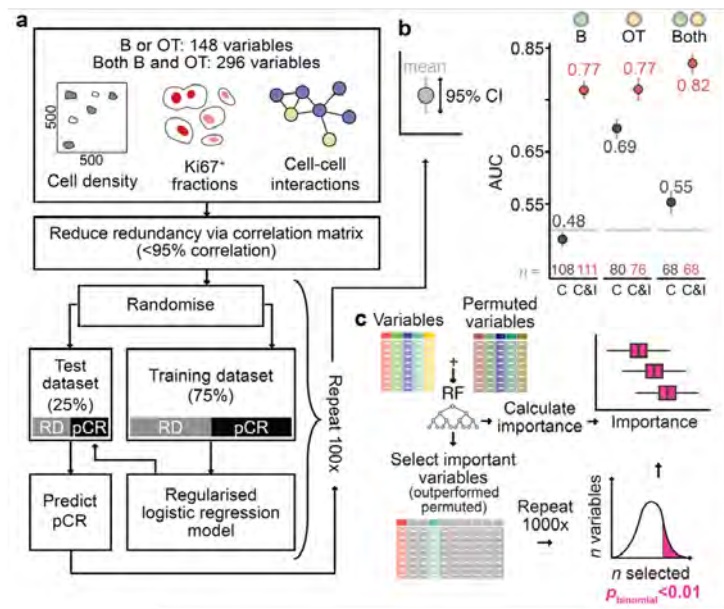 a
B or OT: 148 variables
Both B and OT: 296 variables
500
500
Cell density
Ki67+
fractions
Cell-cell
interactions
Reduce redundancy via correlation matrix
(<95% correlation)
Randomise
Test
dataset
(25%)
RD pCR
Training dataset
(75%)
RD pCR
Predict
pCR
Regularised
logistic regression
model
Repeat 100x
b
mean
95% CI
B OT Both
0.85
0.65
0.55
AUC
0.77
0.77
0.82
0.69
0.55
0.48
n = 108 111 80 76 68 68
C C&I C C&I C C&I
c
Variables
Permuted
variables
+
RF
Calculate
importance
Importance
Select important
variables
(outperformed
permuted)
Repeat
1000x
n variables
n selected
pbinomial<0.01